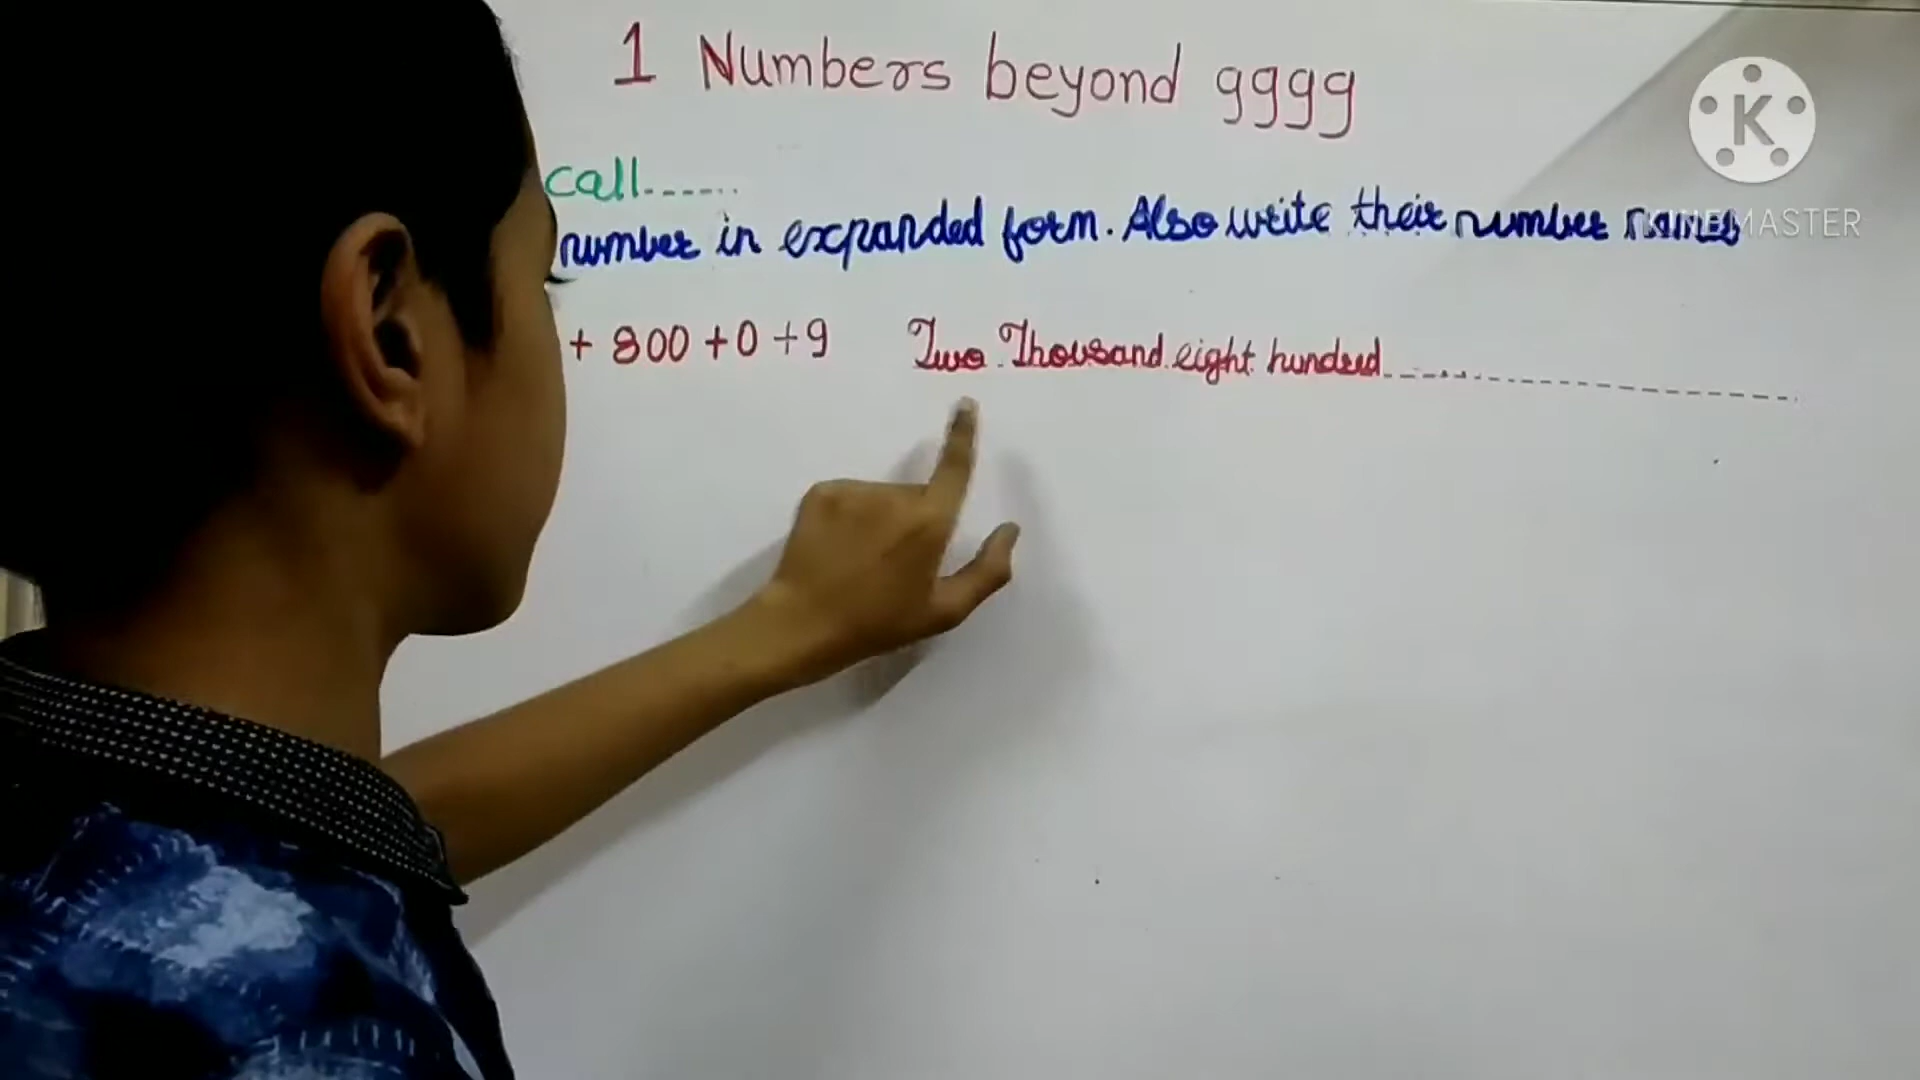 1 Numbers beyond 9999
call.......
number in expanded form. Also write their number names
+ 800 + 0 + 9 Two Thousand eight hundred....................
K
KINEMASTER